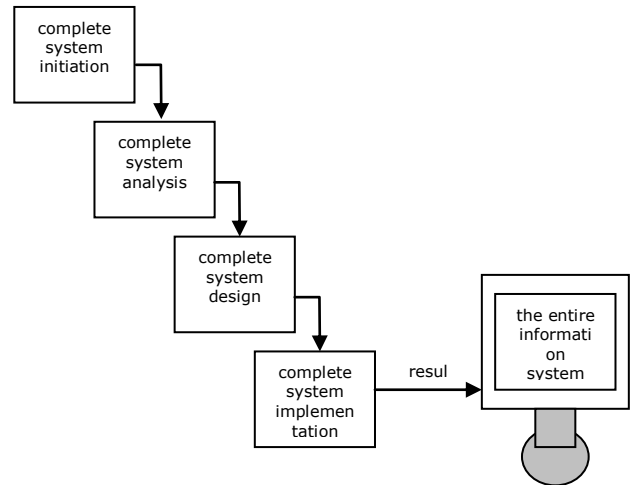 complete
system
initiation
complete
system
analysis
complete
system
design
complete
system
implemen
tation
resul
the entire
informati
on
system